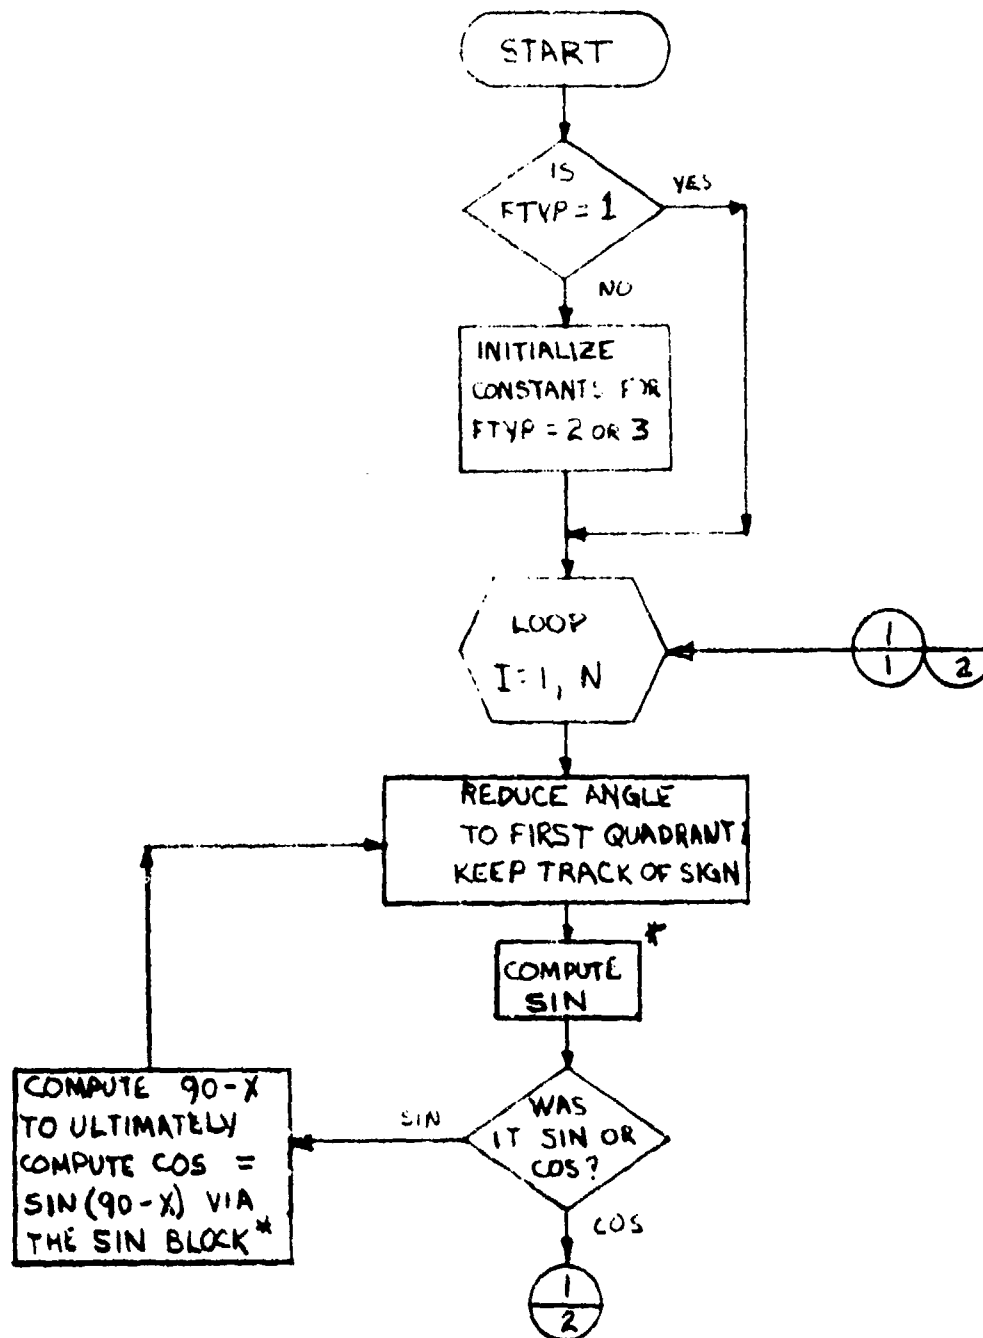 START
IS
FTYP = 1
YES
NO
INITIALIZE
CONSTANTS FOR
FTYP = 2 OR 3
LOOP
I = 1, N
1
1
2
REDUCE ANGLE
TO FIRST QUADRANT;
KEEP TRACK OF SIGN
*
COMPUTE
SIN
WAS
IT SIN OR
COS?
SIN
COMPUTE 90-X
TO ULTIMATELY
COMPUTE COS =
SIN(90-X) VIA
THE SIN BLOCK*
COS
1
2